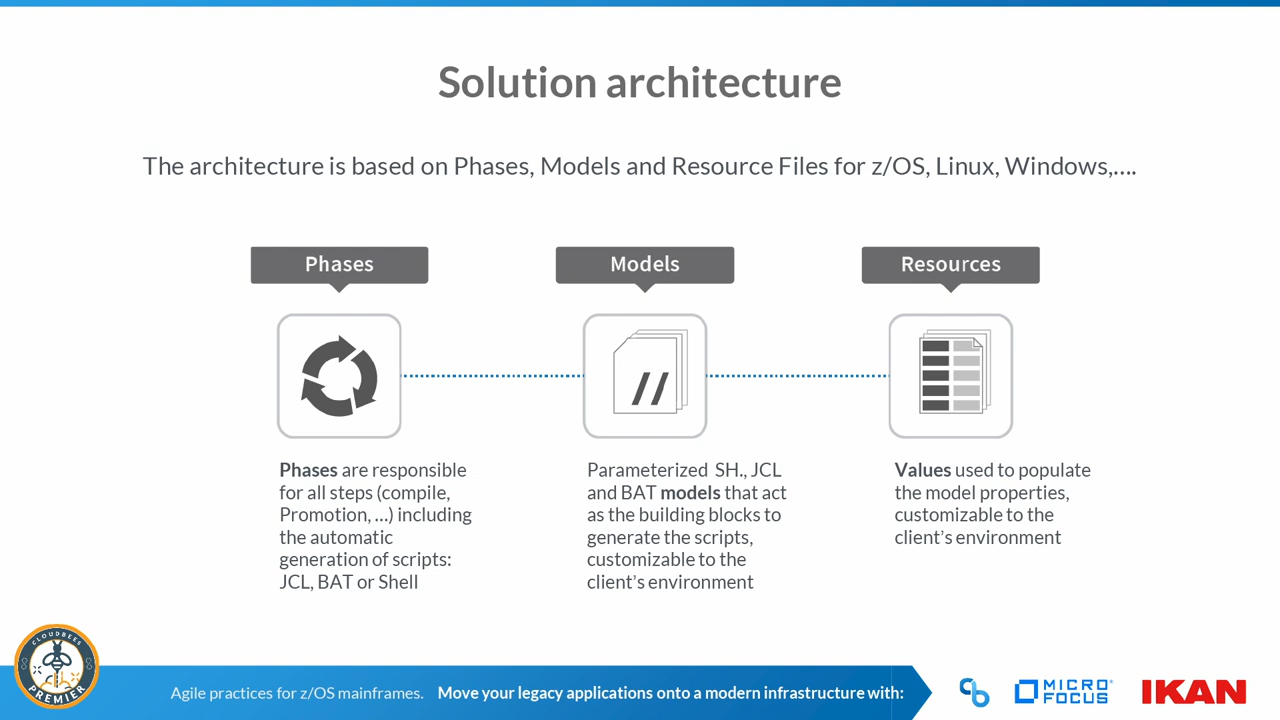 Solution architecture
The architecture is based on Phases, Models and Resource Files for z/OS, Linux, Windows,....
Phases
Models
Resources
//
Phases are responsible
for all steps (compile,
Promotion, ...) including
the automatic
generation of scripts:
JCL, BAT or Shell
Parameterized SH., JCL
and BAT models that act
as the building blocks to
generate the scripts,
customizable to the
client's environment
Values used to populate
the model properties,
customizable to the
client's environment
CLOUDBEES
PREMIER
Agile practices for z/OS mainframes. Move your legacy applications onto a modern infrastructure with:
MICRO
FOCUS
IKAN